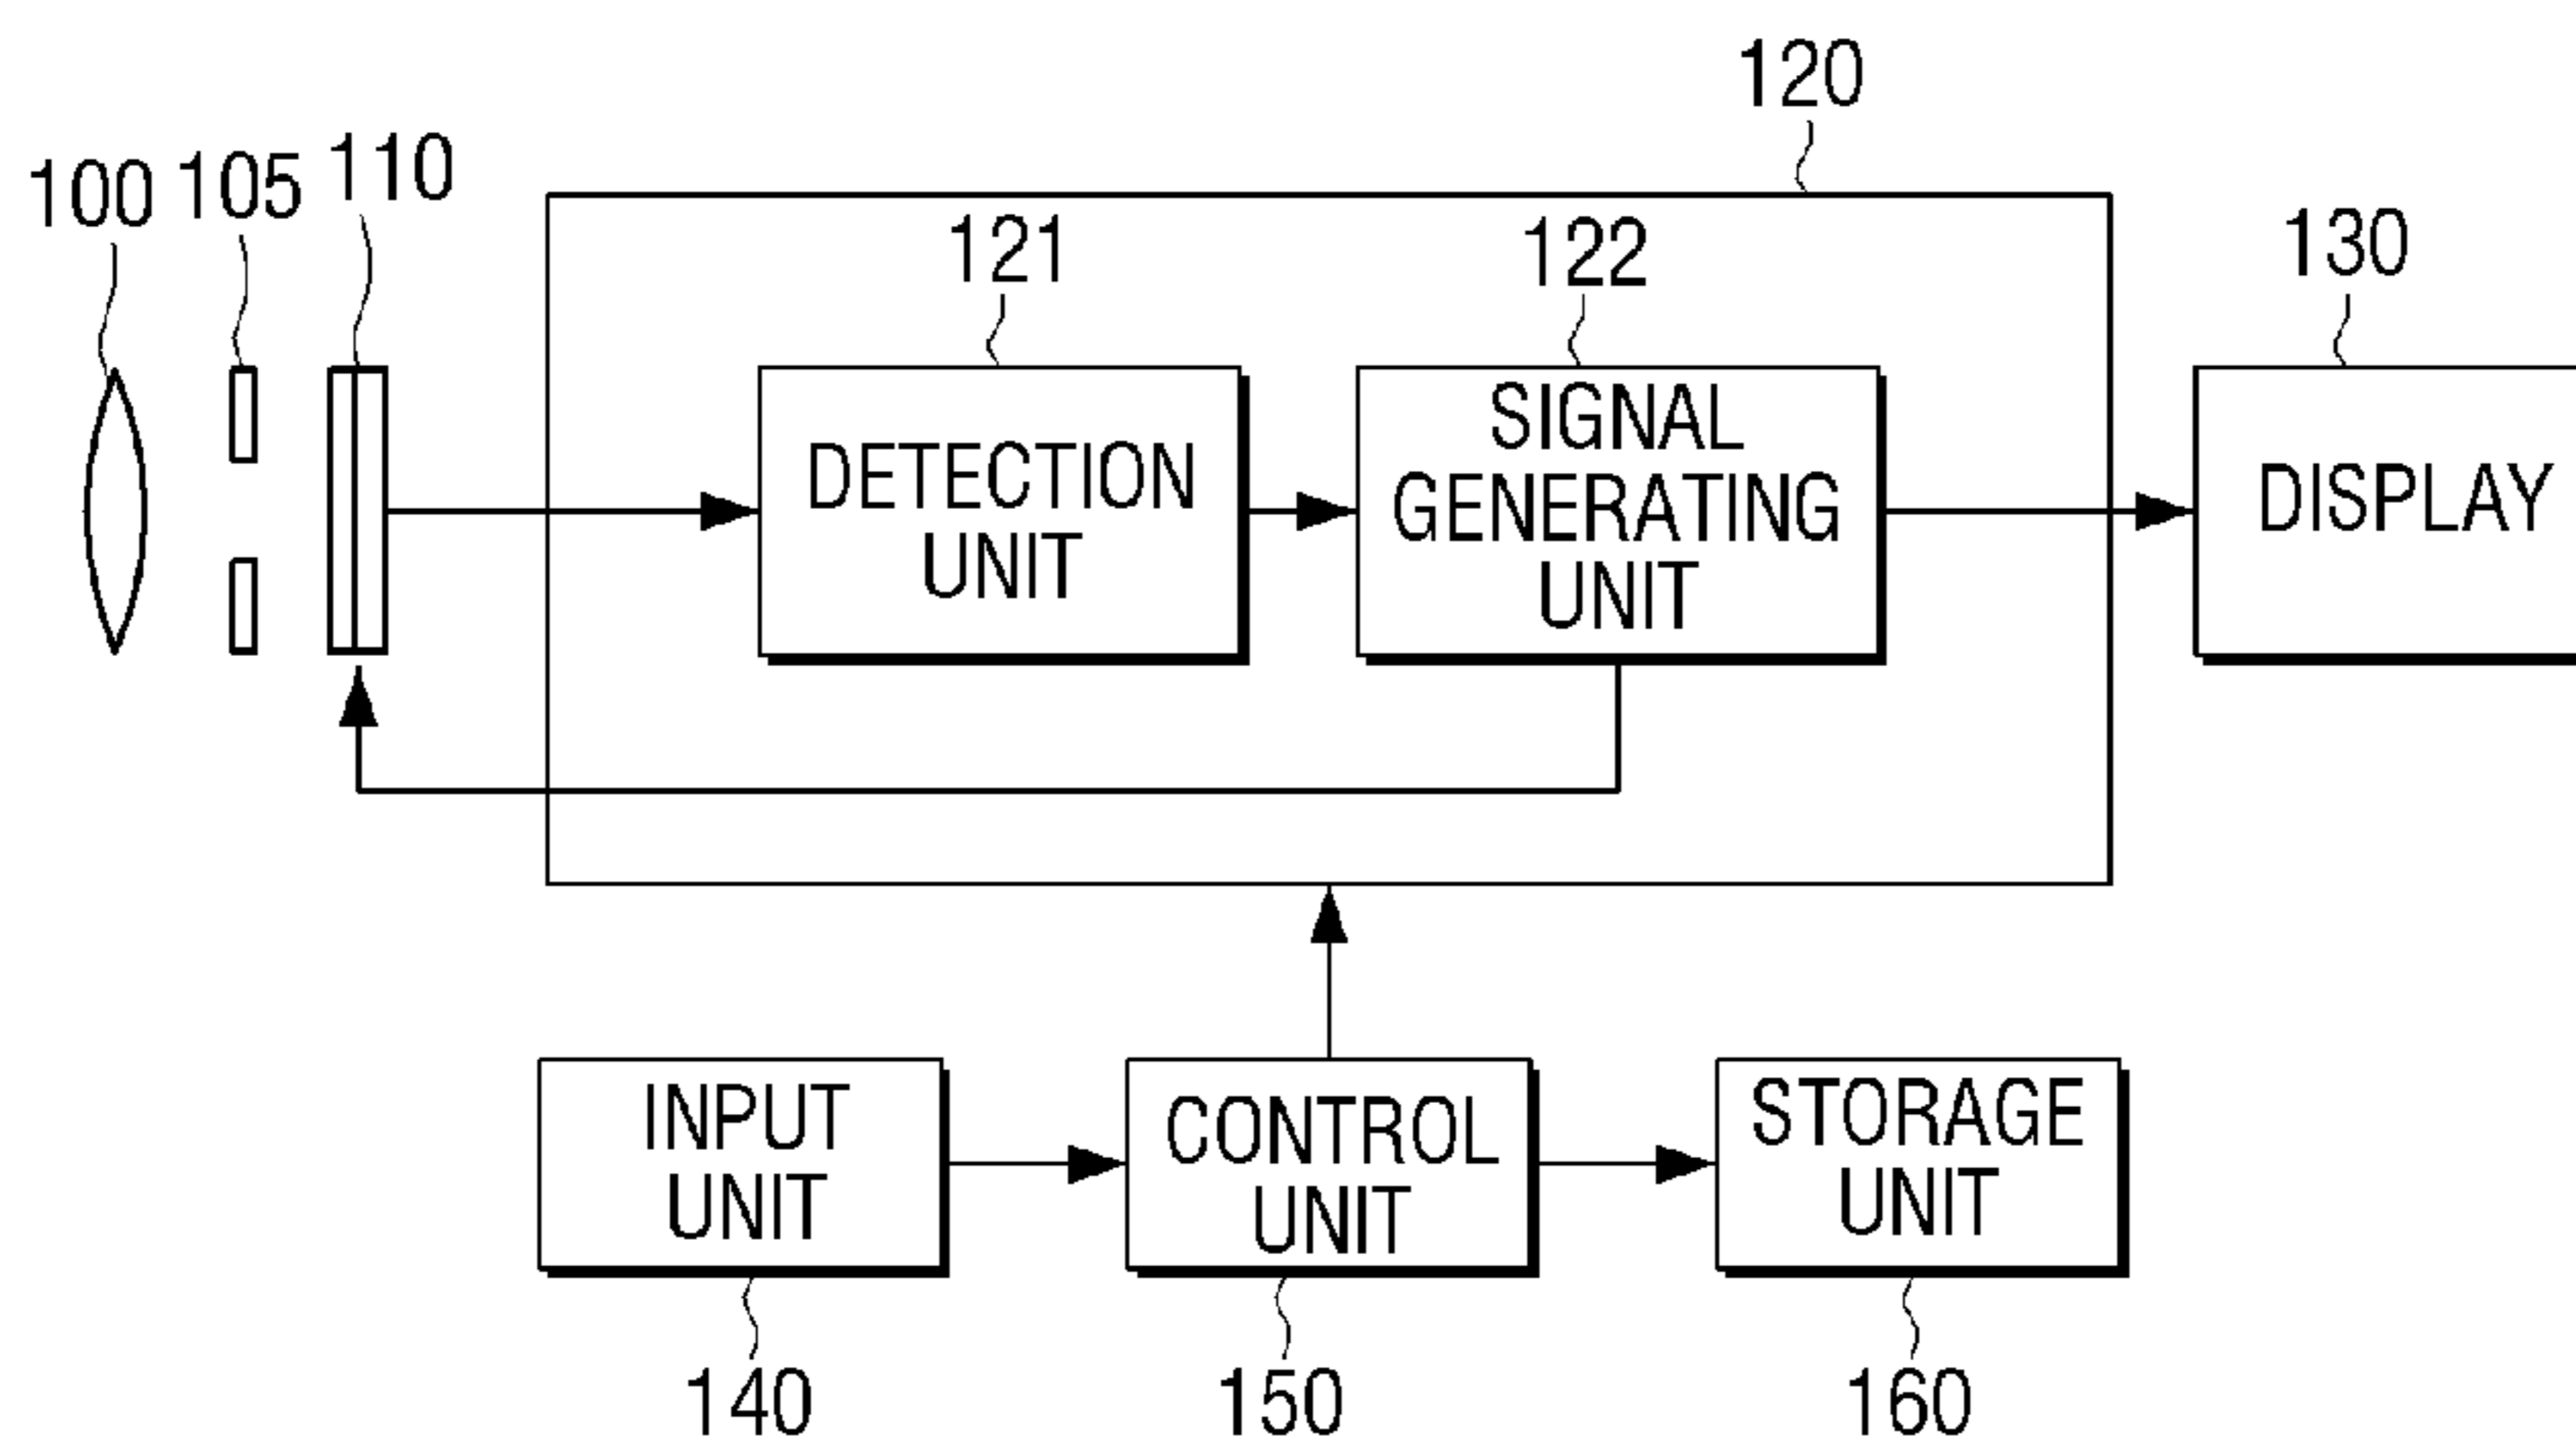 120
100 105 110
121 122 130
DETECTION
UNIT
SIGNAL
GENERATING
UNIT
DISPLAY
INPUT
UNIT
CONTROL
UNIT
STORAGE
UNIT
140 150 160